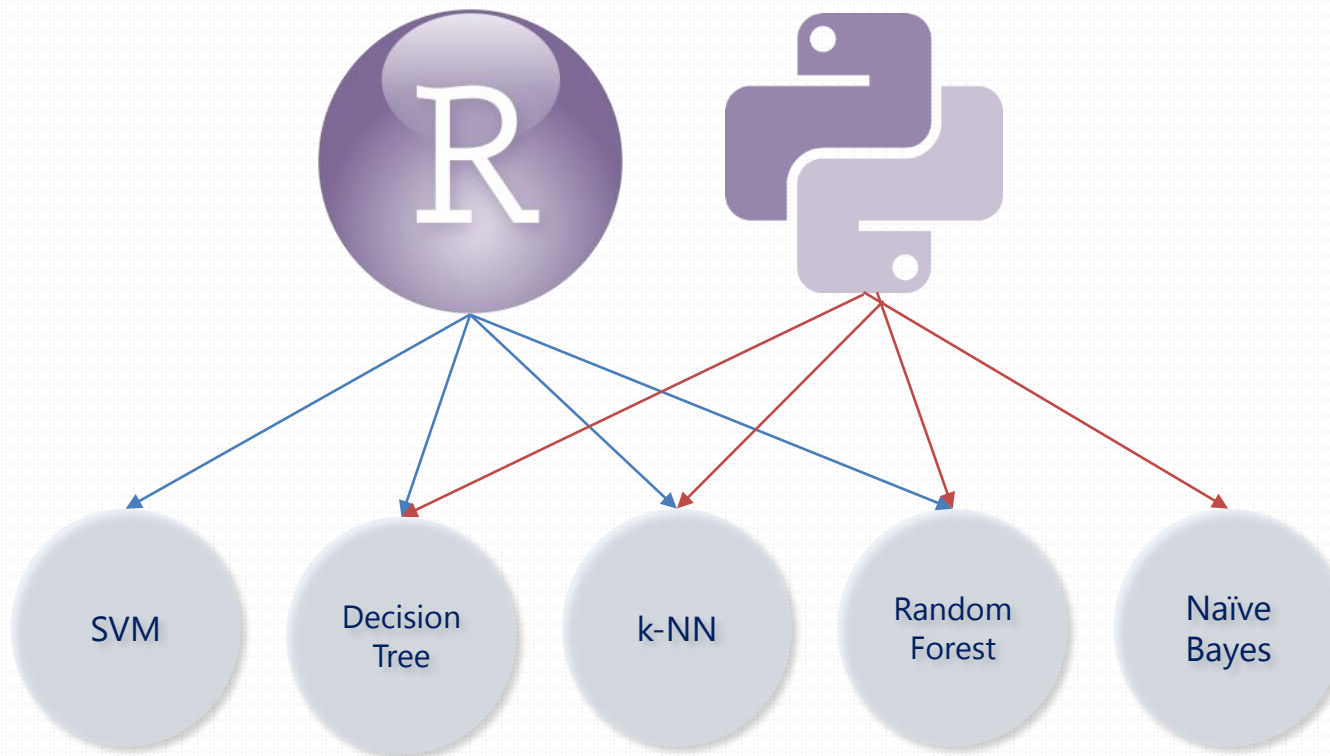 R
SVM
Decision
Tree
k-NN
Random
Forest
Naïve
Bayes